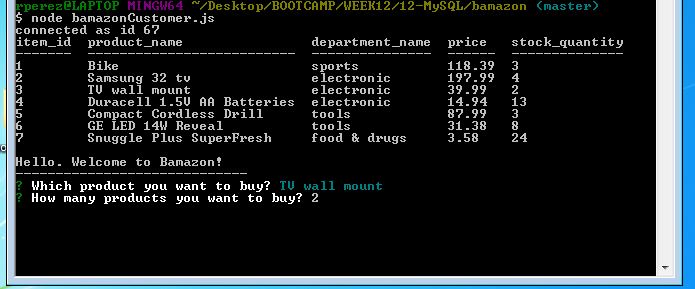 rperez@LAPTOP MINGW64 ~/Desktop/BOOTCAMP/WEEK12/12-MySQL/bamazon (master)
$ node bamazonCustomer.js
connected as id 67
item_id  product_name                 department_name  price   stock_quantity
-------  ---------------------------  ---------------  ------  --------------
1        Bike                         sports           118.39  3
2        Samsung 32 tv                electronic       197.99  4
3        TV wall mount                electronic       39.99   2
4        Duracell 1.5V AA Batteries   electronic       14.94   13
5        Compact Cordless Drill       tools            87.99   3
6        GE LED 14W Reveal            tools            31.38   8
7        Snuggle Plus SuperFresh      food & drugs     3.58    24
Hello. Welcome to Bamazon!
-----------------------------
? Which product you want to buy? TV wall mount
? How many products you want to buy? 2